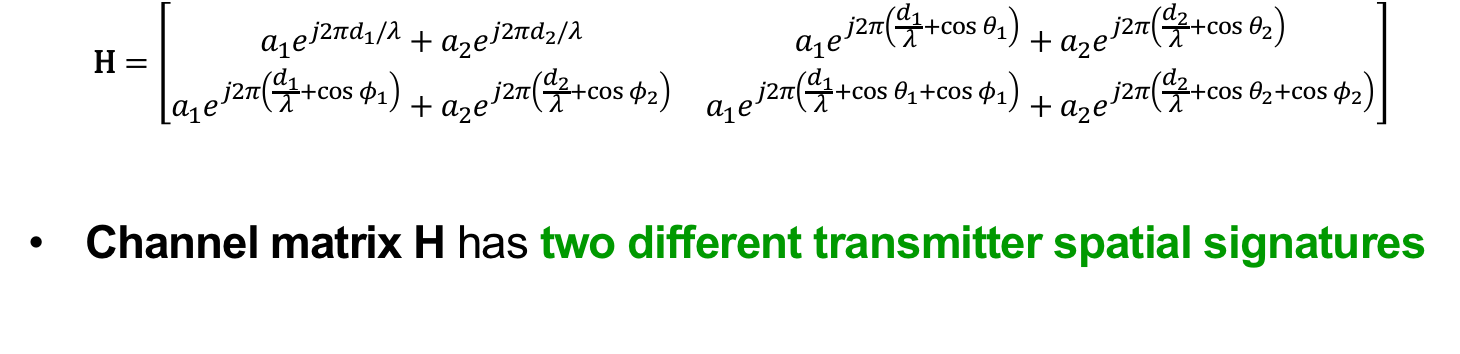 H = [ a₁e^{j2πd₁/λ} + a₂e^{j2πd₂/λ}    a₁e^{j2π(d₁/λ+cos θ₁)} + a₂e^{j2π(d₂/λ+cos θ₂)}
a₁e^{j2π(d₁/λ+cos ϕ₁)} + a₂e^{j2π(d₂/λ+cos ϕ₂)}    a₁e^{j2π(d₁/λ+cos θ₁+cos ϕ₁)} + a₂e^{j2π(d₂/λ+cos θ₂+cos ϕ₂)} ]
• Channel matrix H has two different transmitter spatial signatures